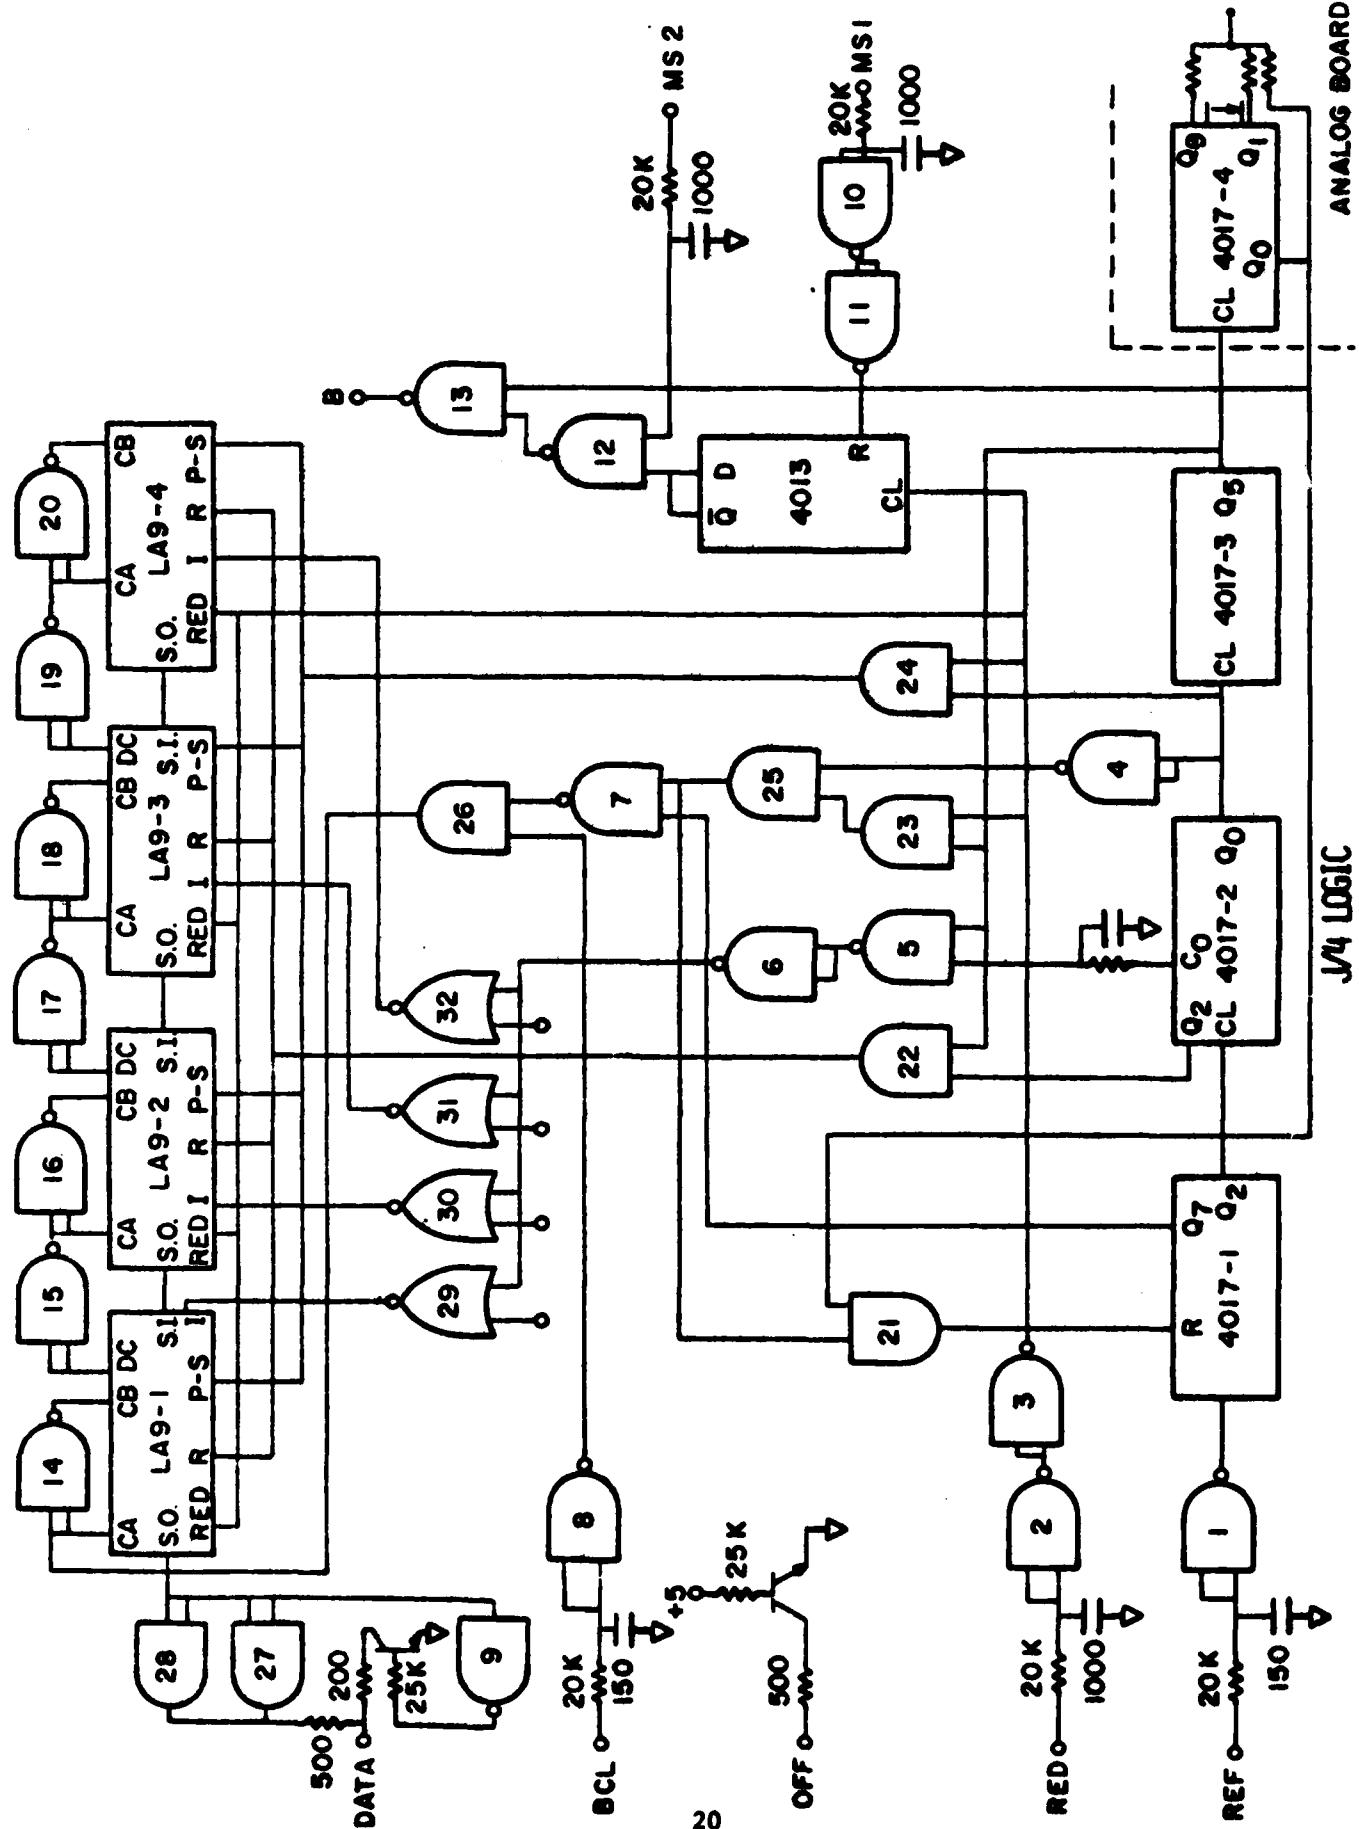 14
15
16
17
18
19
20
CA CB DC
LA9-1
S.O. S.I.
RED R P-S I
CA CB DC
LA9-2
S.O. S.I
RED I R P-S
CA CB DC
LA9-3
S.O. S.I.
RED I R P-S
CA CB
LA9-4
S.O.
RED I R P-S
28
27
9
500
200
25K
DATA
29
30
31
32
26
13
B
12
20K
1000
MS 2
BCL
20K
150
8
7
+5
25K
500
OFF
6
25
Q̄ D
4013
CL R
11
10
20K
MS 1
1000
21
22
5
23
24
RED
20K
1000
2
3
4
REF
20K
150
1
R Q7
4017-1
Q2
Q2 CO
CL 4017-2 Q0
CL 4017-3 Q5
Q8
CL 4017-4
Q0 Q1
J/4 LOGIC
ANALOG BOARD
20